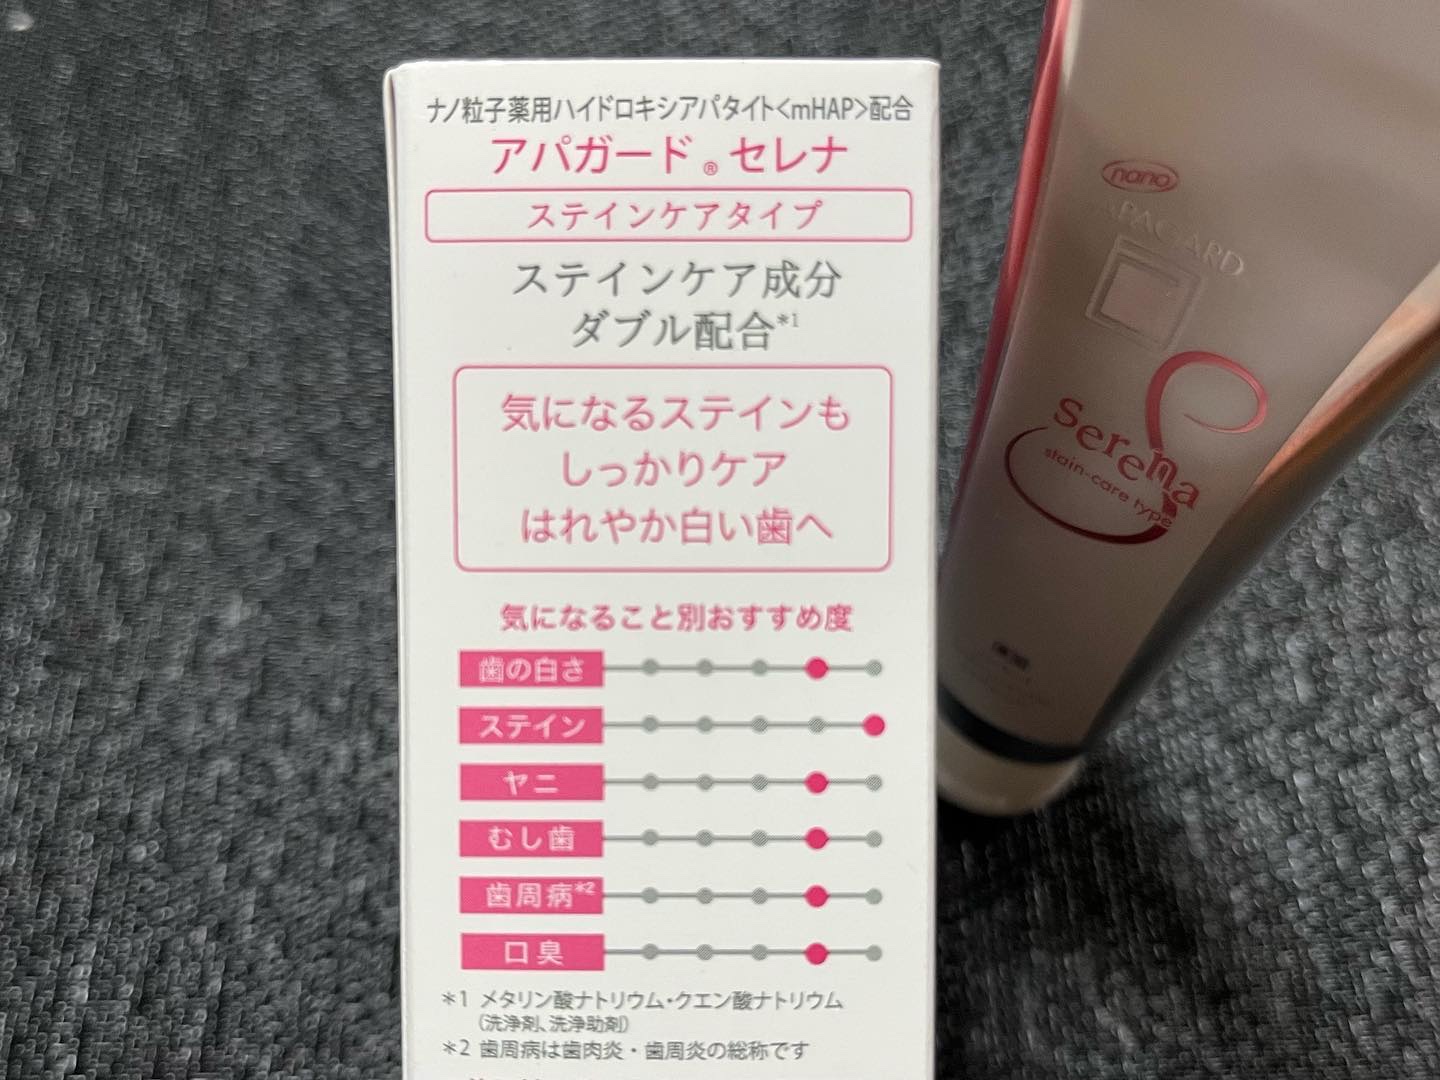 ナノ粒子薬用ハイドロキシアパタイト<mHAP>配合
アパガード®セレナ
ステインケアタイプ
ステインケア成分
ダブル配合*1
気になるステインも
しっかりケア
はれやか白い歯へ
気になること別おすすめ度
歯の白さ
ステイン
ヤニ
むし歯
歯周病*2
口臭
*1 メタリン酸ナトリウム・クエン酸ナトリウム
(洗浄剤、洗浄助剤)
*2 歯周病は歯肉炎・歯周炎の総称です
nano
APAGARD
Serena
stain-care type